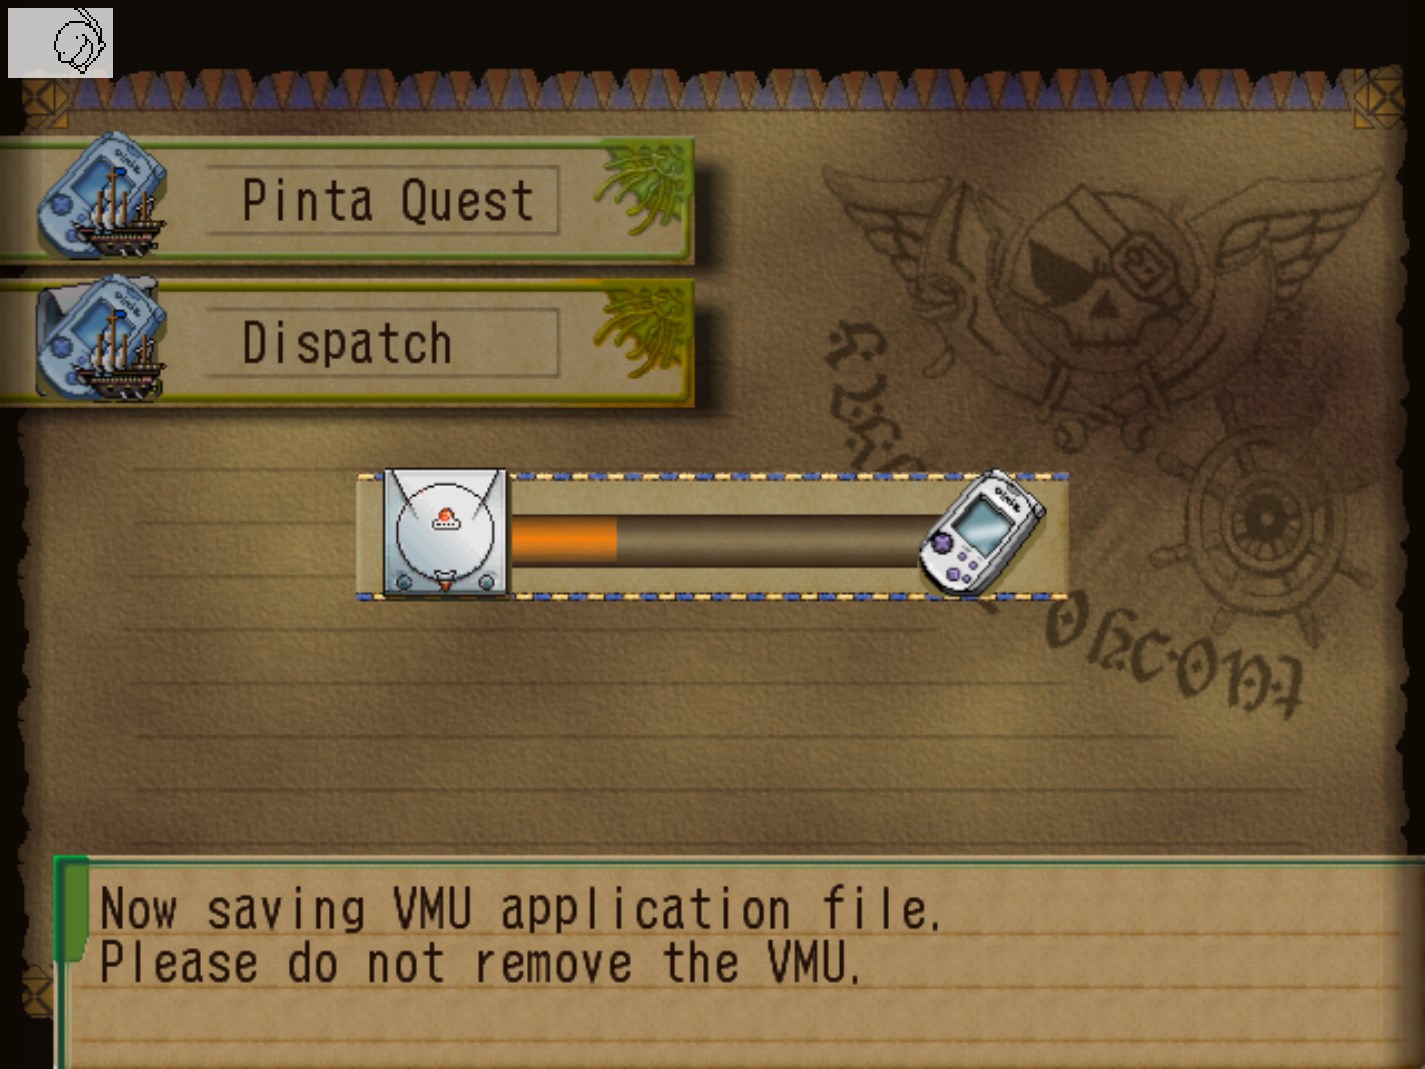 Pinta Quest
Dispatch
Now saving VMU application file.
Please do not remove the VMU.